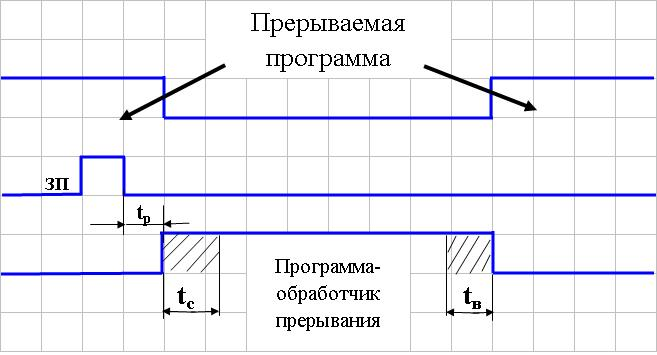 Прерываемая
программа
ЗП
tр
tс
Программа-
обработчик
прерывания
tв